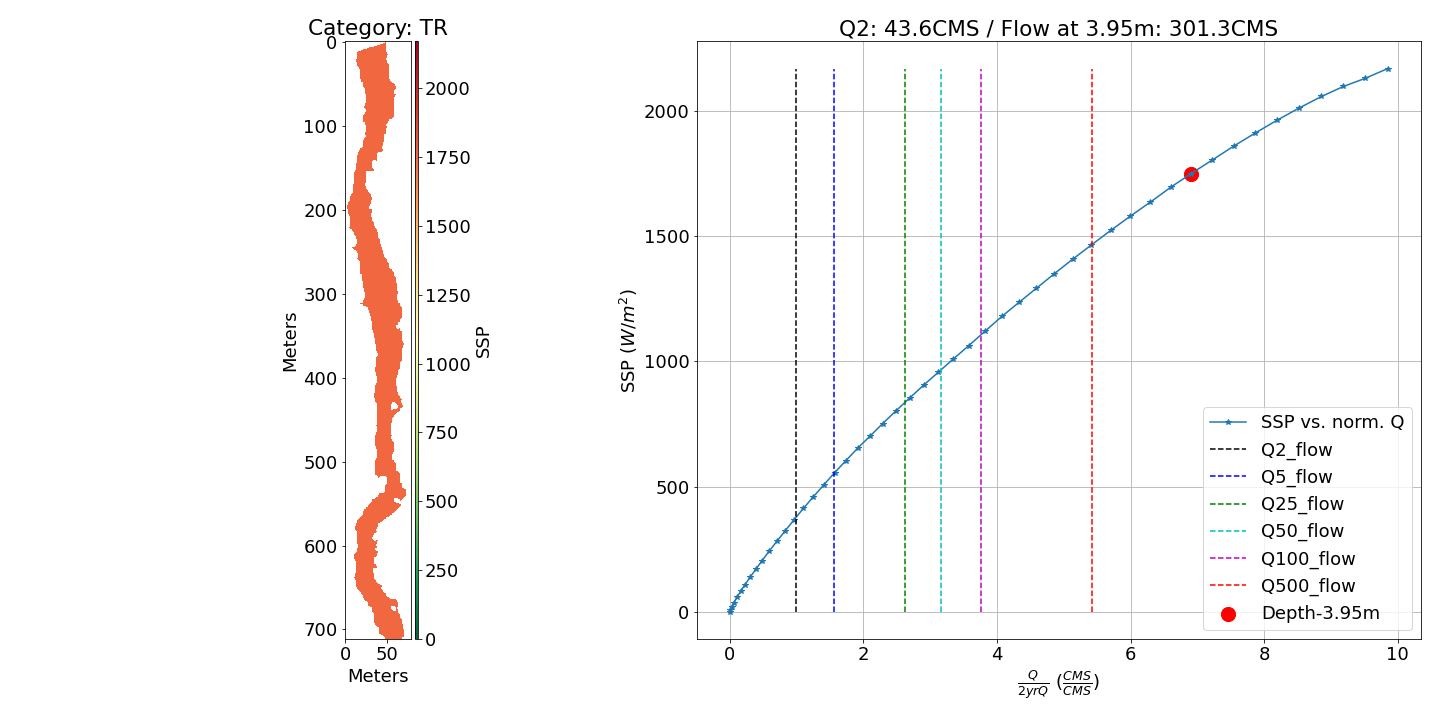 Category: TR
0
100
200
300
400
500
600
700
Meters
0 50
Meters
2000
1750
1500
1250
1000
750
500
250
0
SSP
Q2: 43.6CMS / Flow at 3.95m: 301.3CMS
2000
1500
1000
500
0
SSP (W/m²)
0 2 4 6 8 10
Q/2yrQ (CMS/CMS)
SSP vs. norm. Q
Q2_flow
Q5_flow
Q25_flow
Q50_flow
Q100_flow
Q500_flow
Depth-3.95m